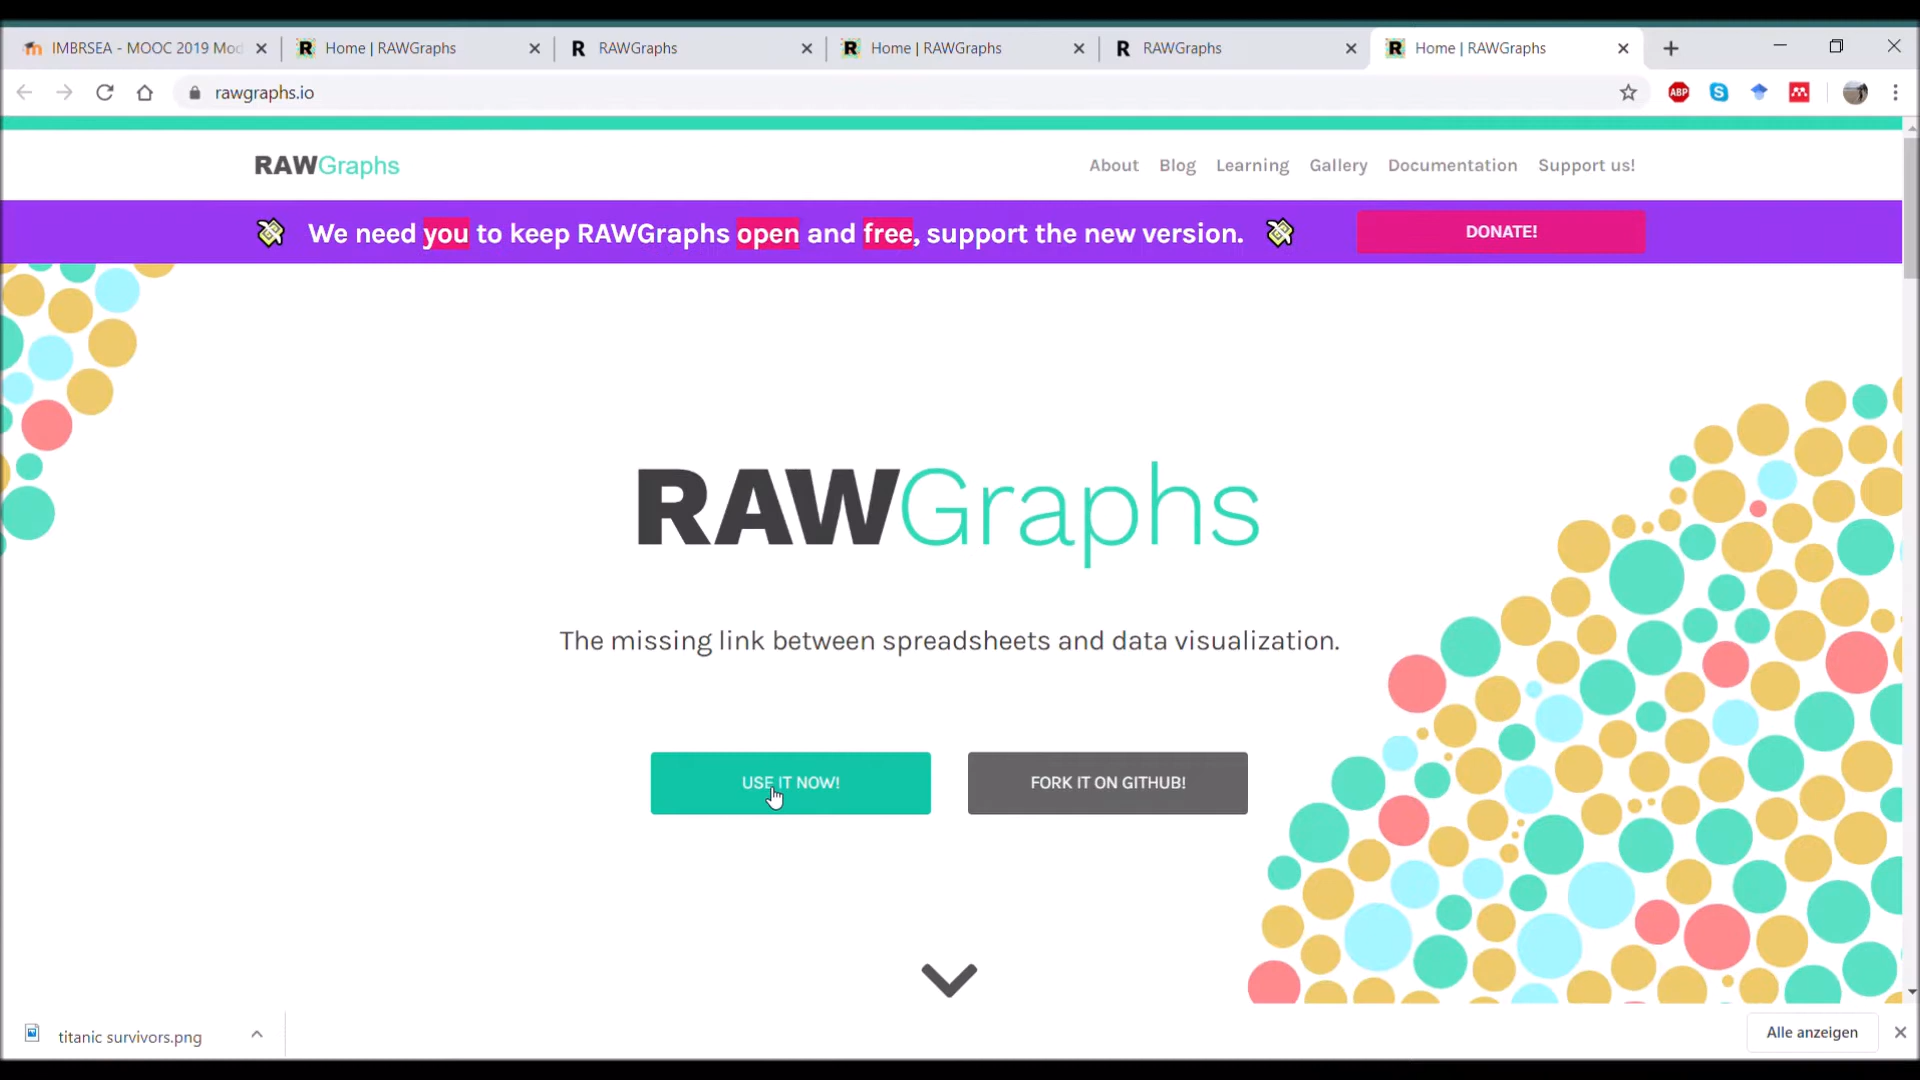 IMBRSEA - MOOC 2019 Mod
Home | RAWGraphs
RAWGraphs
Home | RAWGraphs
RAWGraphs
Home | RAWGraphs
rawgraphs.io
ABP
RAWGraphs
About
Blog
Learning
Gallery
Documentation
Support us!
We need you to keep RAWGraphs open and free, support the new version.
DONATE!
RAWGraphs
The missing link between spreadsheets and data visualization.
USE IT NOW!
FORK IT ON GITHUB!
titanic survivors.png
Alle anzeigen